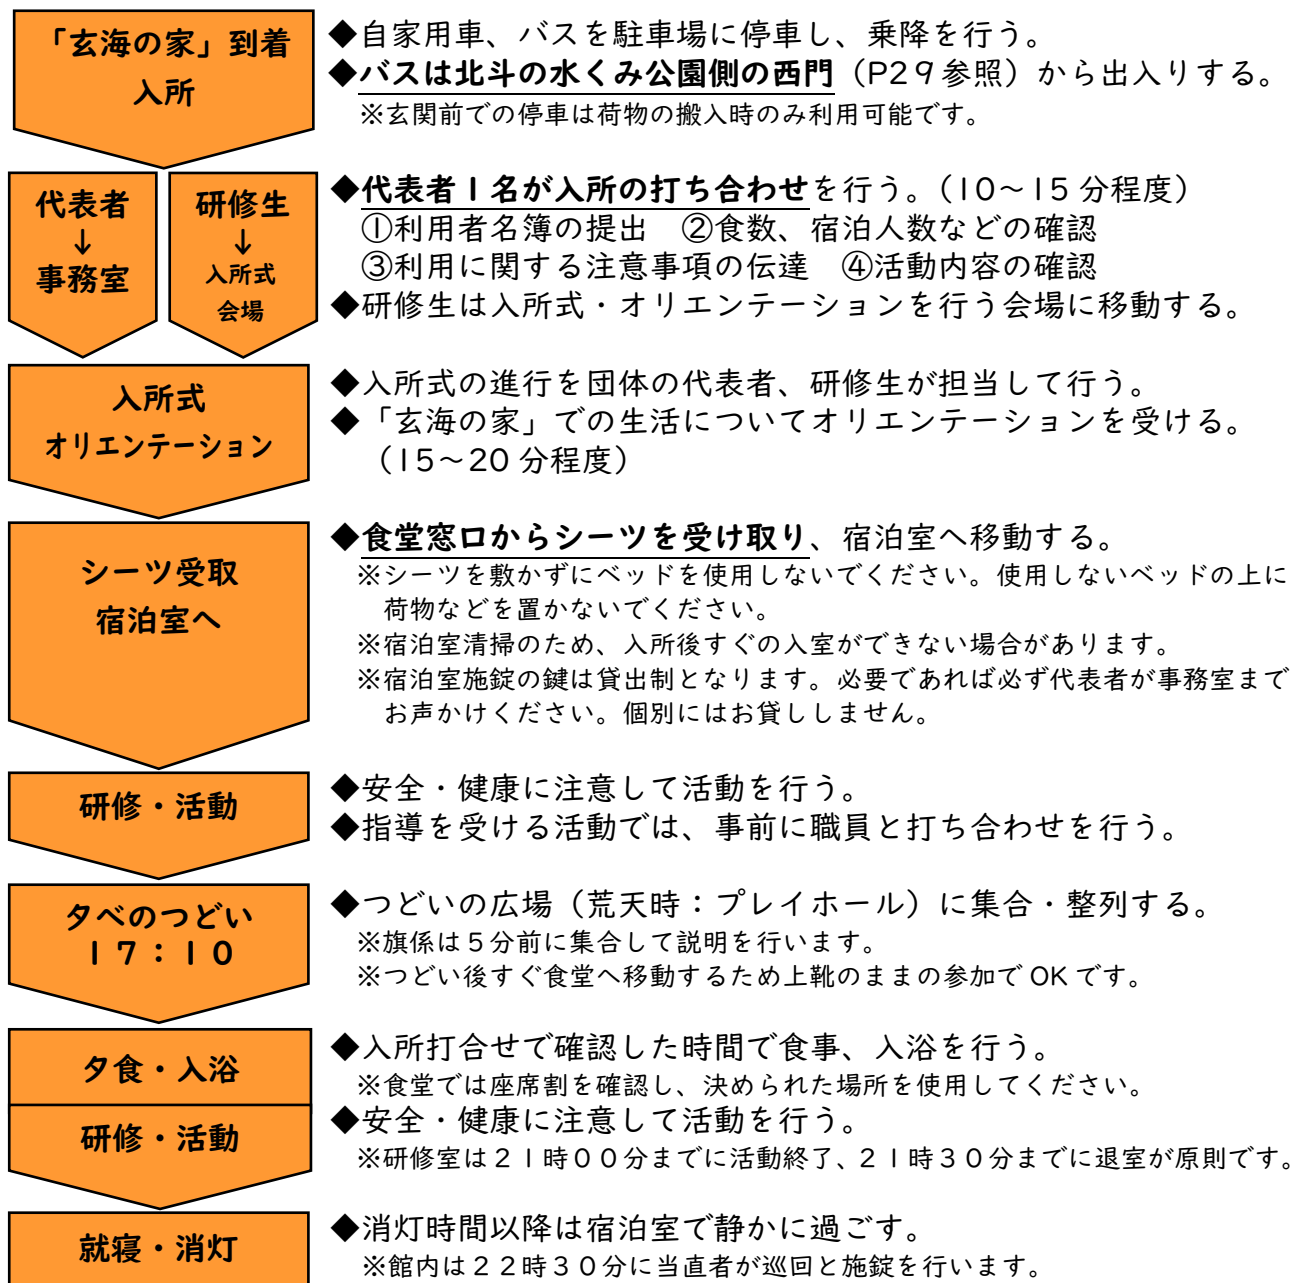 「玄海の家」到着
入所
◆自家用車、バスを駐車場に停車し、乗降を行う。
◆バスは北斗の水くみ公園側の西門（P29参照）から出入りする。
※玄関前での停車は荷物の搬入時のみ利用可能です。
代表者
↓
事務室
研修生
↓
入所式
会場
◆代表者1名が入所の打ち合わせを行う。（10～15分程度）
①利用者名簿の提出　②食数、宿泊人数などの確認
③利用に関する注意事項の伝達　④活動内容の確認
◆研修生は入所式・オリエンテーションを行う会場に移動する。
入所式
オリエンテーション
◆入所式の進行を団体の代表者、研修生が担当して行う。
◆「玄海の家」での生活についてオリエンテーションを受ける。
（15～20分程度）
シーツ受取
宿泊室へ
◆食堂窓口からシーツを受け取り、宿泊室へ移動する。
※シーツを敷かずにベッドを使用しないでください。使用しないベッドの上に
荷物などを置かないでください。
※宿泊室清掃のため、入所後すぐの入室ができない場合があります。
※宿泊室施錠の鍵は貸出制となります。必要であれば必ず代表者が事務室まで
お声かけください。個別にはお貸ししません。
研修・活動
◆安全・健康に注意して活動を行う。
◆指導を受ける活動では、事前に職員と打ち合わせを行う。
夕べのつどい
17：10
◆つどいの広場（荒天時：プレイホール）に集合・整列する。
※旗係は5分前に集合して説明を行います。
※つどい後すぐ食堂へ移動するため上靴のままの参加でOKです。
夕食・入浴
◆入所打合せで確認した時間で食事、入浴を行う。
※食堂では座席割を確認し、決められた場所を使用してください。
研修・活動
◆安全・健康に注意して活動を行う。
※研修室は21時00分までに活動終了、21時30分までに退室が原則です。
就寝・消灯
◆消灯時間以降は宿泊室で静かに過ごす。
※館内は22時30分に当直者が巡回と施錠を行います。